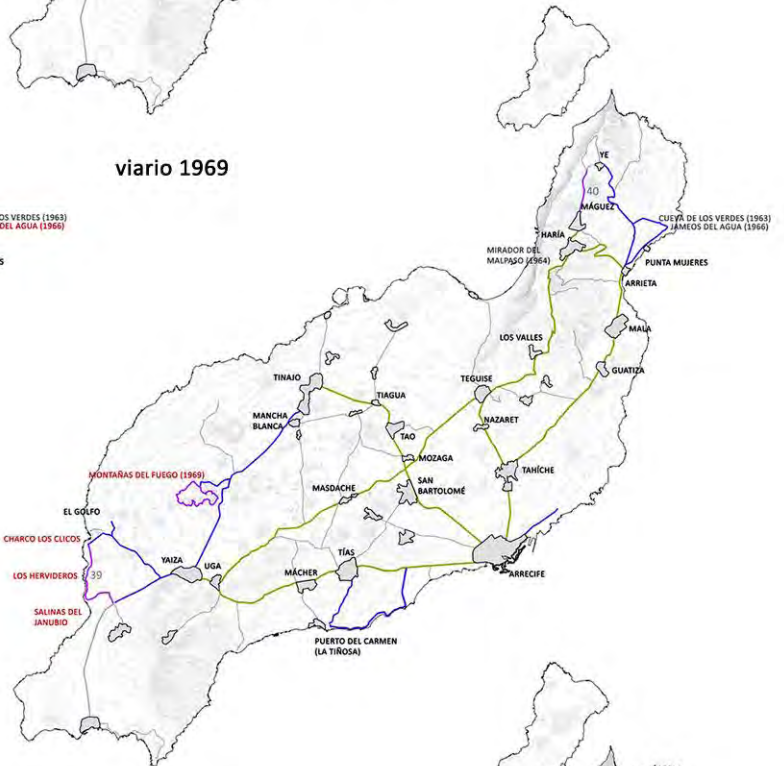 viario 1969
OS VERDES (1963)
DEL AGUA (1966)
S
YE
40
MÁGUEZ
CUEVA DE LOS VERDES (1963)
JAMEOS DEL AGUA (1966)
HARÍA
MIRADOR DEL
MALPASO (1964)
PUNTA MUJERES
ARRIETA
MALA
LOS VALLES
GUATIZA
TINAJO
TEGUISE
TIAGUA
MANCHA
BLANCA
NAZARET
TAO
MOZAGA
TAHÍCHE
MONTAÑAS DEL FUEGO (1969)
MASDACHE
SAN
BARTOLOMÉ
EL GOLFO
CHARCO LOS CLICOS
YAIZA
UGA
TÍAS
MÁCHER
ARRECIFE
LOS HERVIDEROS
39
SALINAS DEL
JANUBIO
PUERTO DEL CARMEN
(LA TIÑOSA)